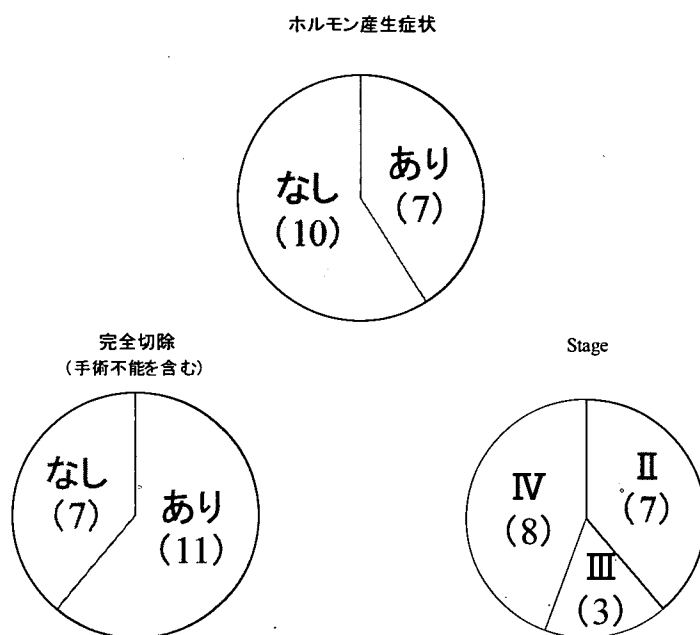 ホルモン産生症状
なし
(10)
あり
(7)
完全切除
(手術不能を含む)
なし
(7)
あり
(11)
Stage
Ⅳ
(8)
Ⅱ
(7)
Ⅲ
(3)